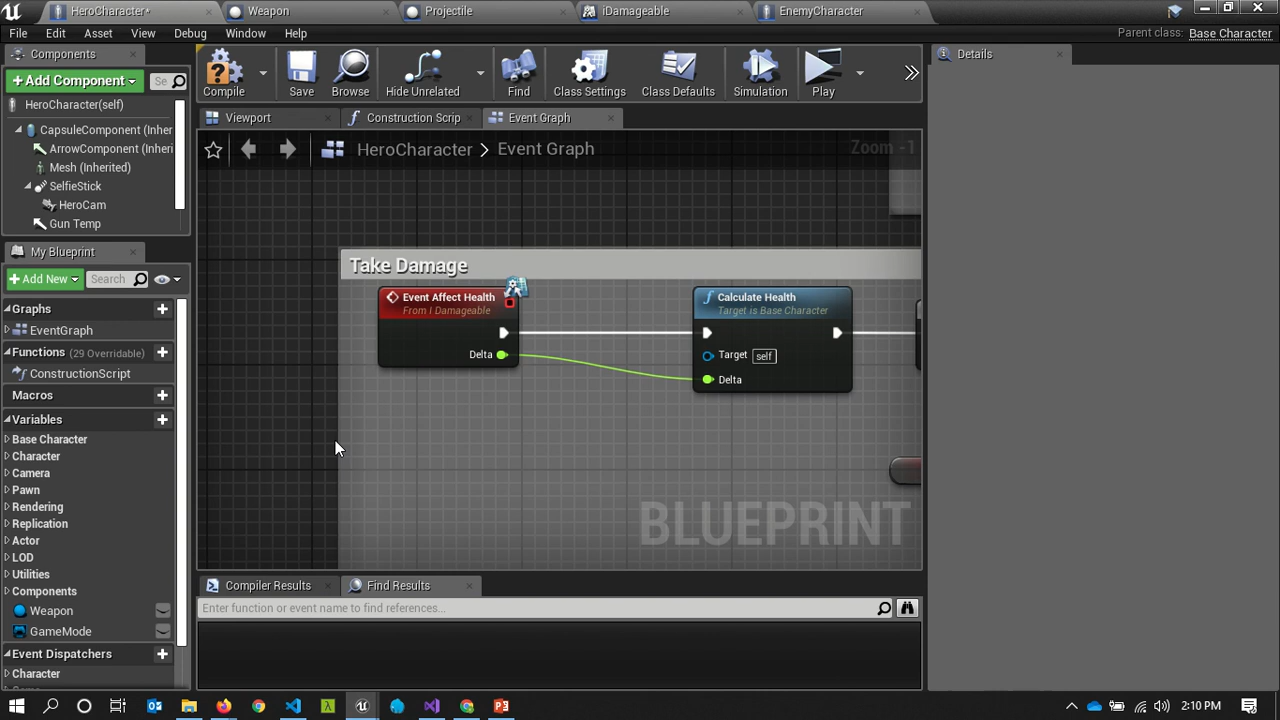 HeroCharacter*
Weapon
Projectile
iDamageable
EnemyCharacter
File
Edit
Asset
View
Debug
Window
Help
Parent class: Base Character
Components
+Add Component
Se
HeroCharacter(self)
CapsuleComponent (Inher
ArrowComponent (Inheri
Mesh (Inherited)
SelfieStick
HeroCam
Gun Temp
Compile
Save
Browse
Hide Unrelated
Find
Class Settings
Class Defaults
Simulation
Play
Details
Viewport
Construction Scrip
Event Graph
HeroCharacter > Event Graph
Zoom -1
My Blueprint
+Add New
Search
Graphs
EventGraph
Functions (29 Overridable)
ConstructionScript
Macros
Variables
Base Character
Character
Camera
Pawn
Rendering
Replication
Actor
LOD
Utilities
Components
Weapon
GameMode
Event Dispatchers
Character
Take Damage
Event Affect Health
From I Damageable
Delta
Calculate Health
Target is Base Character
Target self
Delta
BLUEPRINT
Compiler Results
Find Results
Enter function or event name to find references...
2:10 PM